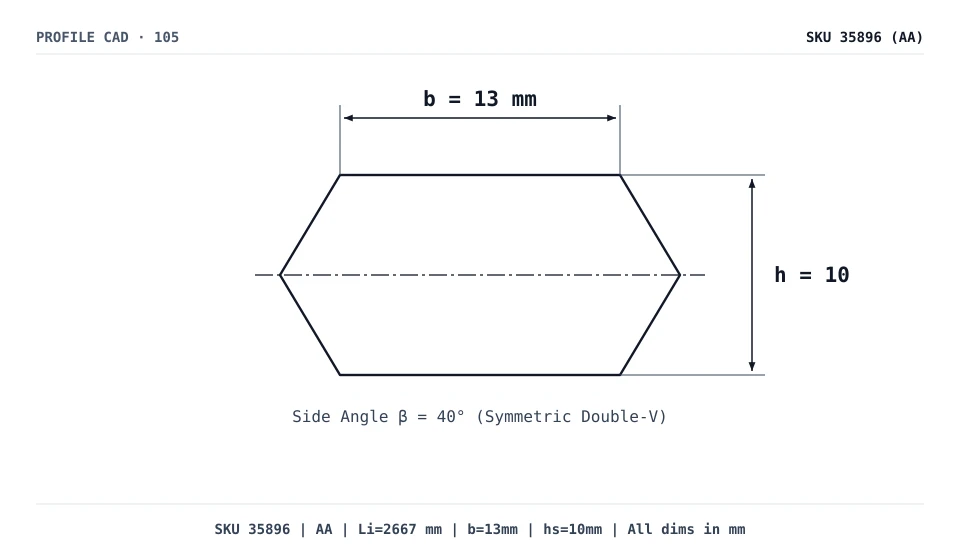 PROFILE CAD · 105
SKU 35896 (AA)
b = 13 mm
h = 10
Side Angle β = 40° (Symmetric Double-V)
SKU 35896 | AA | Li=2667 mm | b=13mm | hs=10mm | All dims in mm